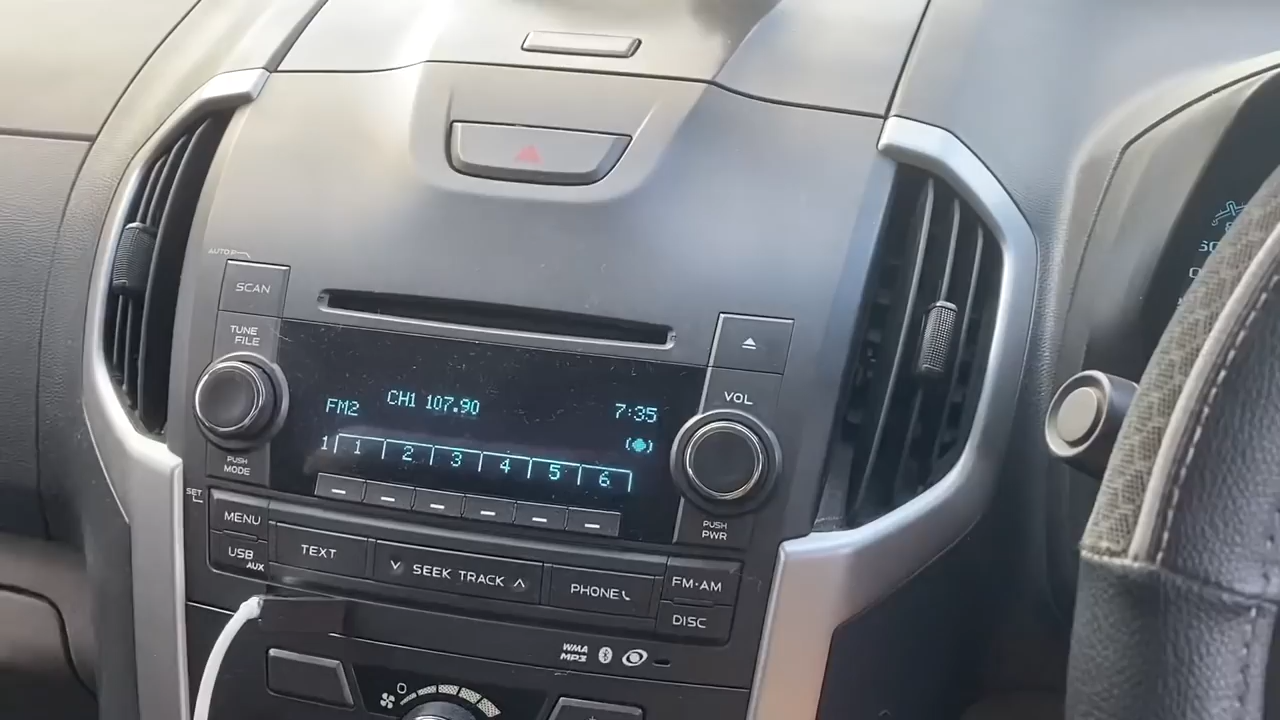 AUTO P
SCAN
TUNE
FILE
VOL
FM2 CH1 107.90 7:35
1 1 2 3 4 5 6
PUSH
MODE
PUSH
PWR
SET
MENU
TEXT
SEEK TRACK
PHONE
FM·AM
USB
AUX
DISC
WMA
MP3
0